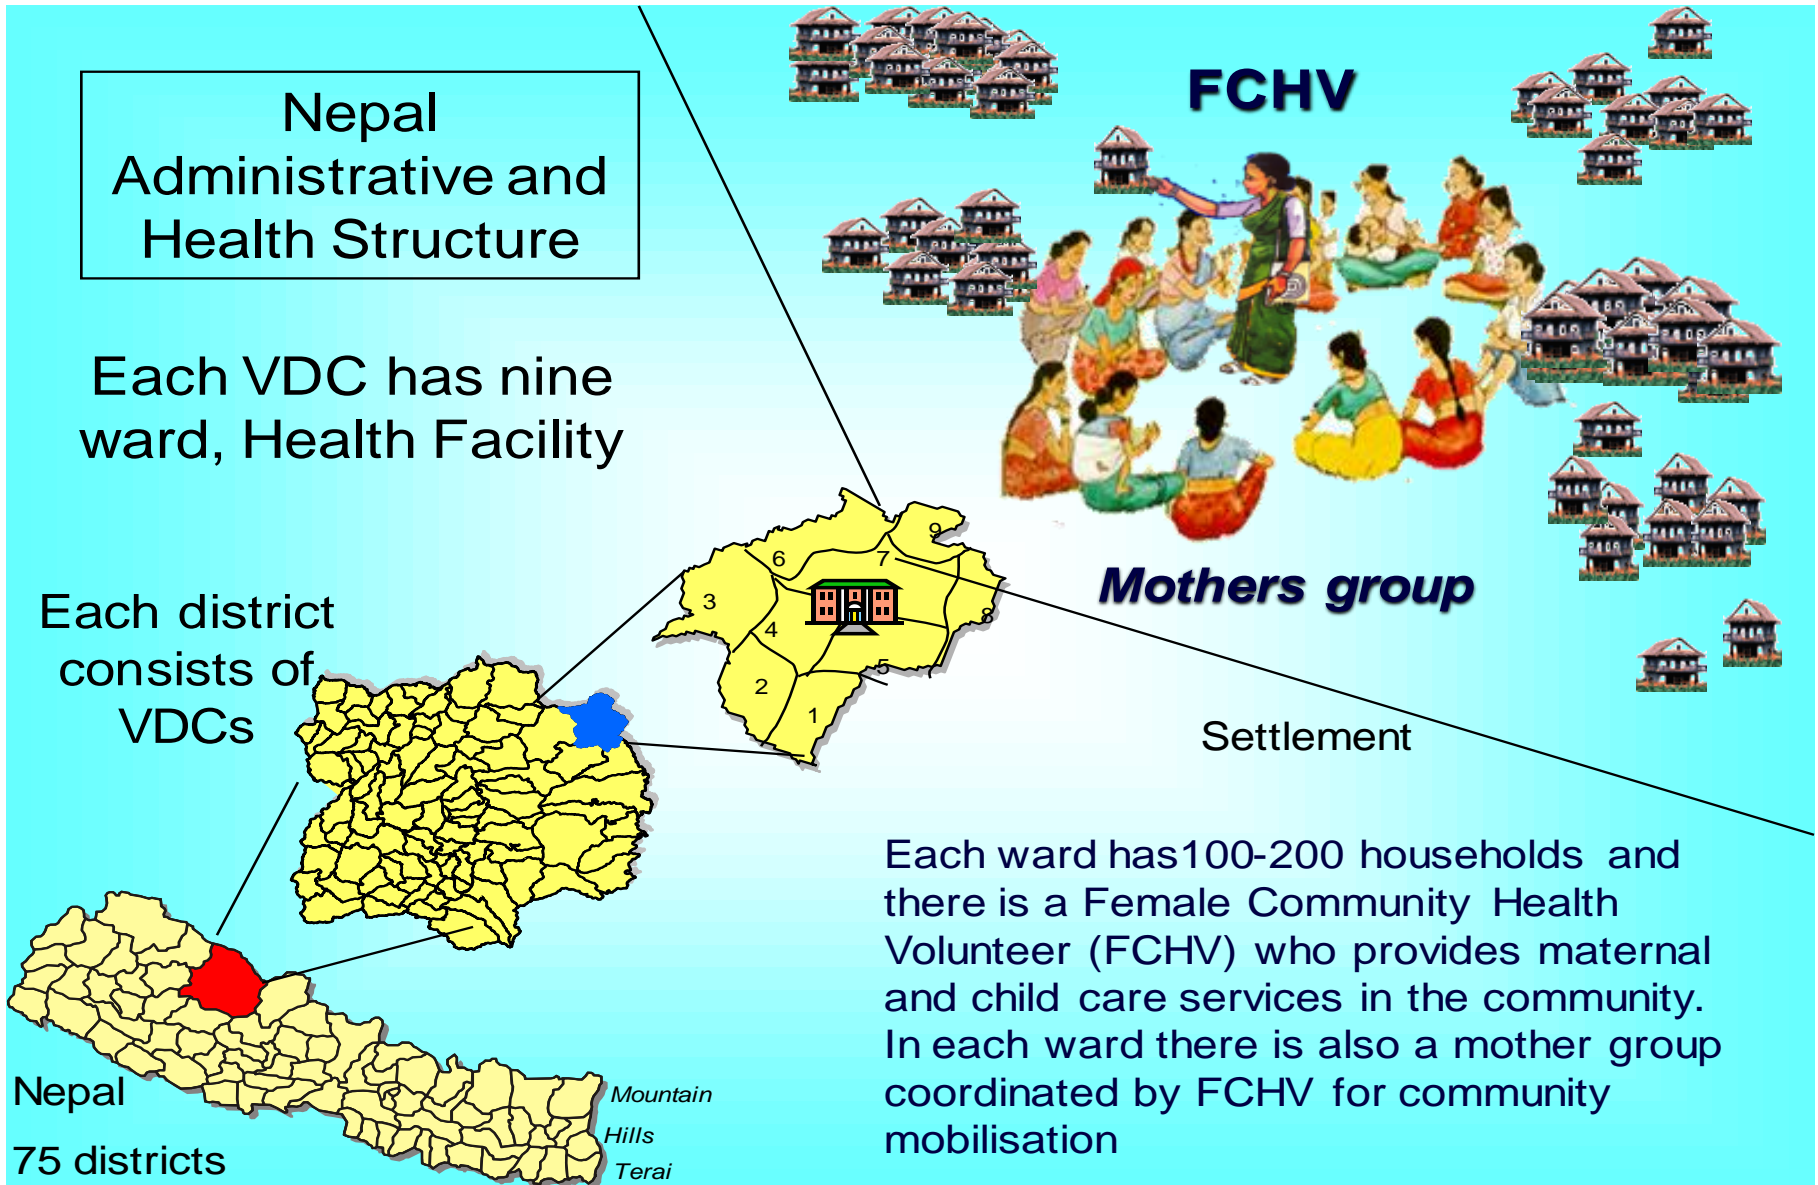 Nepal
Administrative and
Health Structure
FCHV
Each VDC has nine
ward, Health Facility
Mothers group
Each district
consists of
VDCs
9
6
7
3
8
4
5
2
1
Settlement
Each ward has100-200 households and
there is a Female Community Health
Volunteer (FCHV) who provides maternal
and child care services in the community.
In each ward there is also a mother group
coordinated by FCHV for community
mobilisation
Nepal
75 districts
Mountain
Hills
Terai